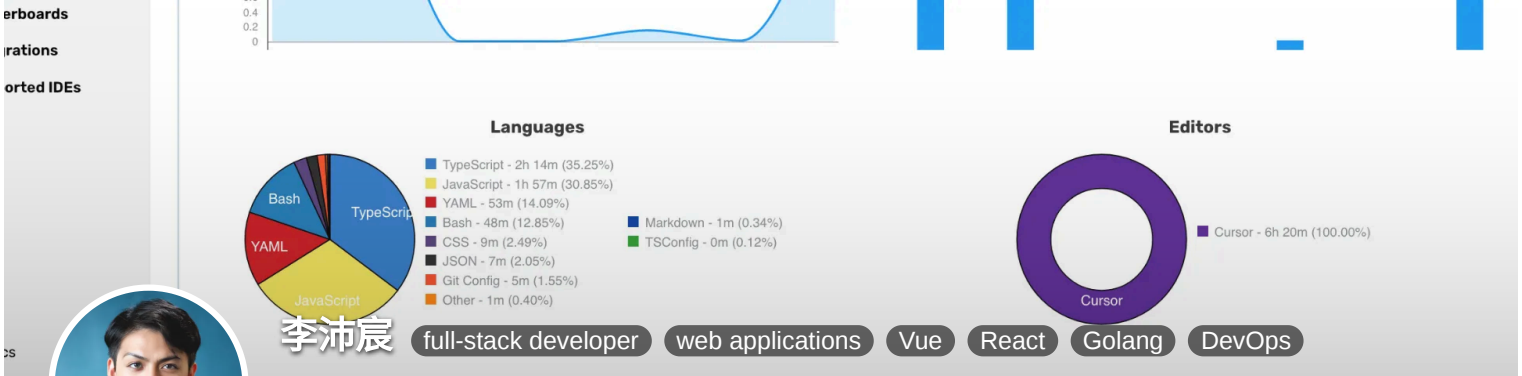 0.4
0.2
0
erboards
grations
orted IDEs
Languages
Editors
TypeScript - 2h 14m (35.25%)
JavaScript - 1h 57m (30.85%)
YAML - 53m (14.09%)
Bash - 48m (12.85%)
CSS - 9m (2.49%)
JSON - 7m (2.05%)
Git Config - 5m (1.55%)
Other - 1m (0.40%)
Markdown - 1m (0.34%)
TSConfig - 0m (0.12%)
Bash
TypeScrip
YAML
JavaScript
Cursor - 6h 20m (100.00%)
Cursor
cs
李沛宸 full-stack developer web applications Vue React Golang DevOps